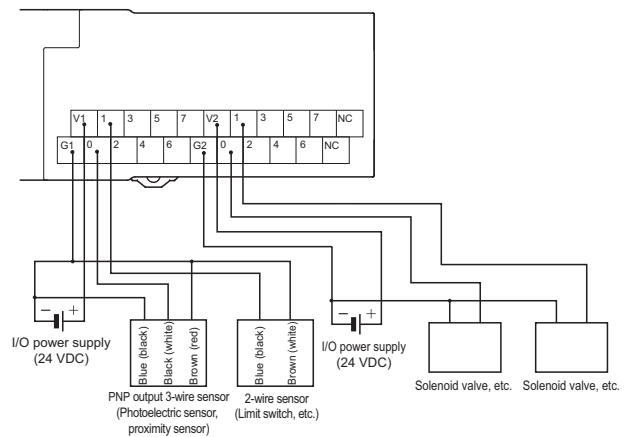 V1 1 3 5 7 V2 1 3 5 7 NC
G1 0 2 4 6 G2 0 2 4 6 NC
− +
I/O power supply
(24 VDC)
Blue (black)
Black (white)
Brown (red)
PNP output 3-wire sensor
(Photoelectric sensor,
proximity sensor)
Blue (black)
Brown (white)
2-wire sensor
(Limit switch, etc.)
− +
I/O power supply
(24 VDC)
Solenoid valve, etc.
Solenoid valve, etc.